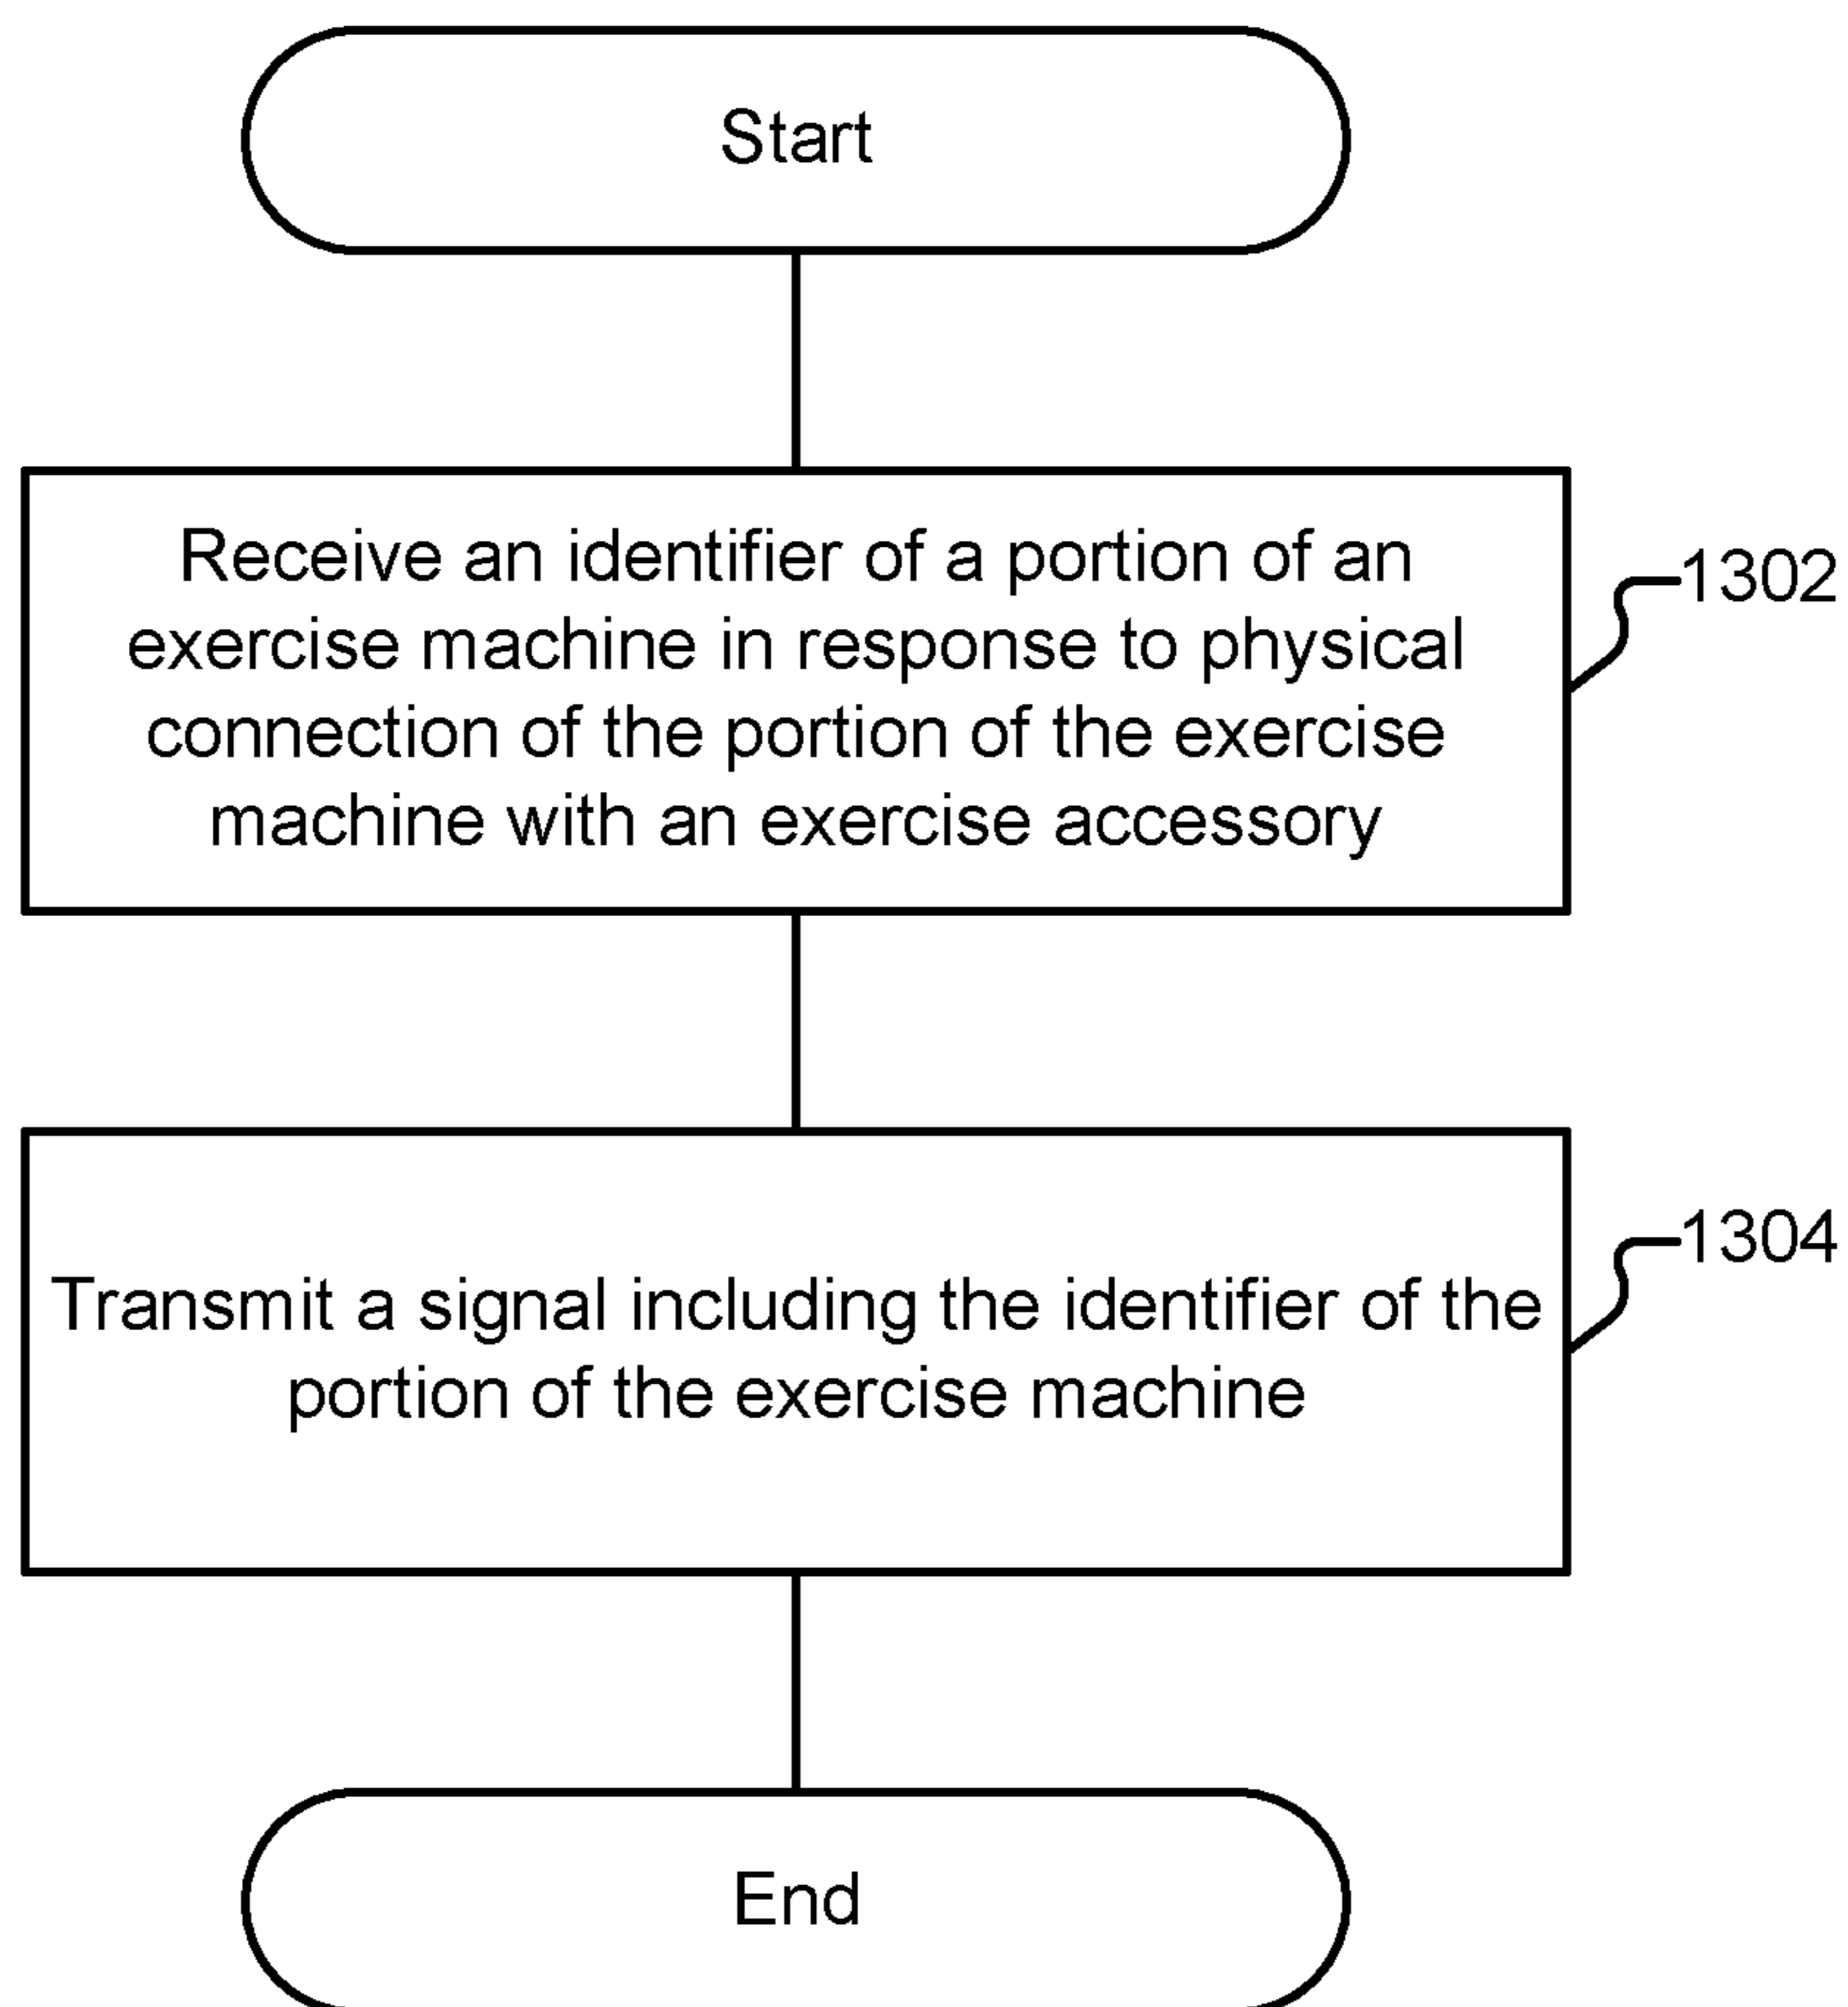 Start
Receive an identifier of a portion of an
exercise machine in response to physical
connection of the portion of the exercise
machine with an exercise accessory
1302
Transmit a signal including the identifier of the
portion of the exercise machine
1304
End